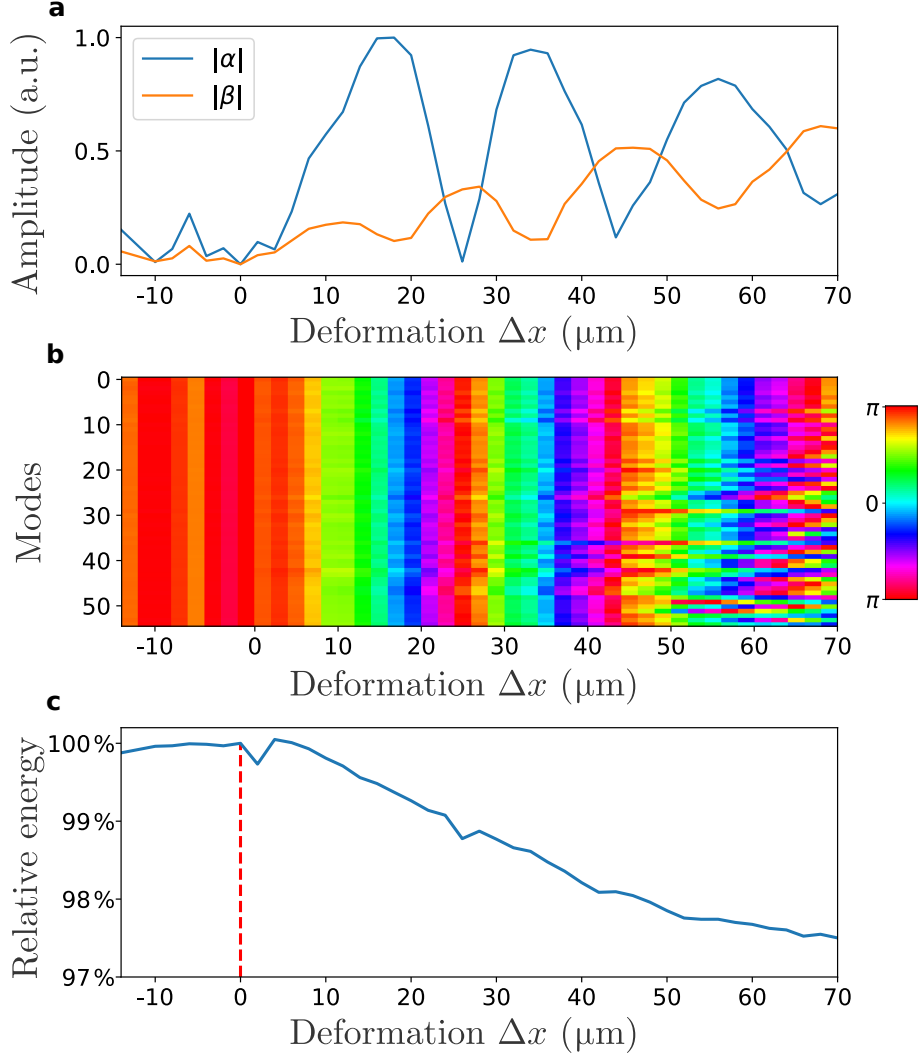 a
Amplitude (a.u.)
1.0
0.5
0.0
|α|
|β|
-10 0 10 20 30 40 50 60 70
Deformation Δx (μm)
b
Modes
0
10
20
30
40
50
π
0
π
-10 0 10 20 30 40 50 60 70
Deformation Δx (μm)
c
Relative energy
100%
99%
98%
97%
-10 0 10 20 30 40 50 60 70
Deformation Δx (μm)